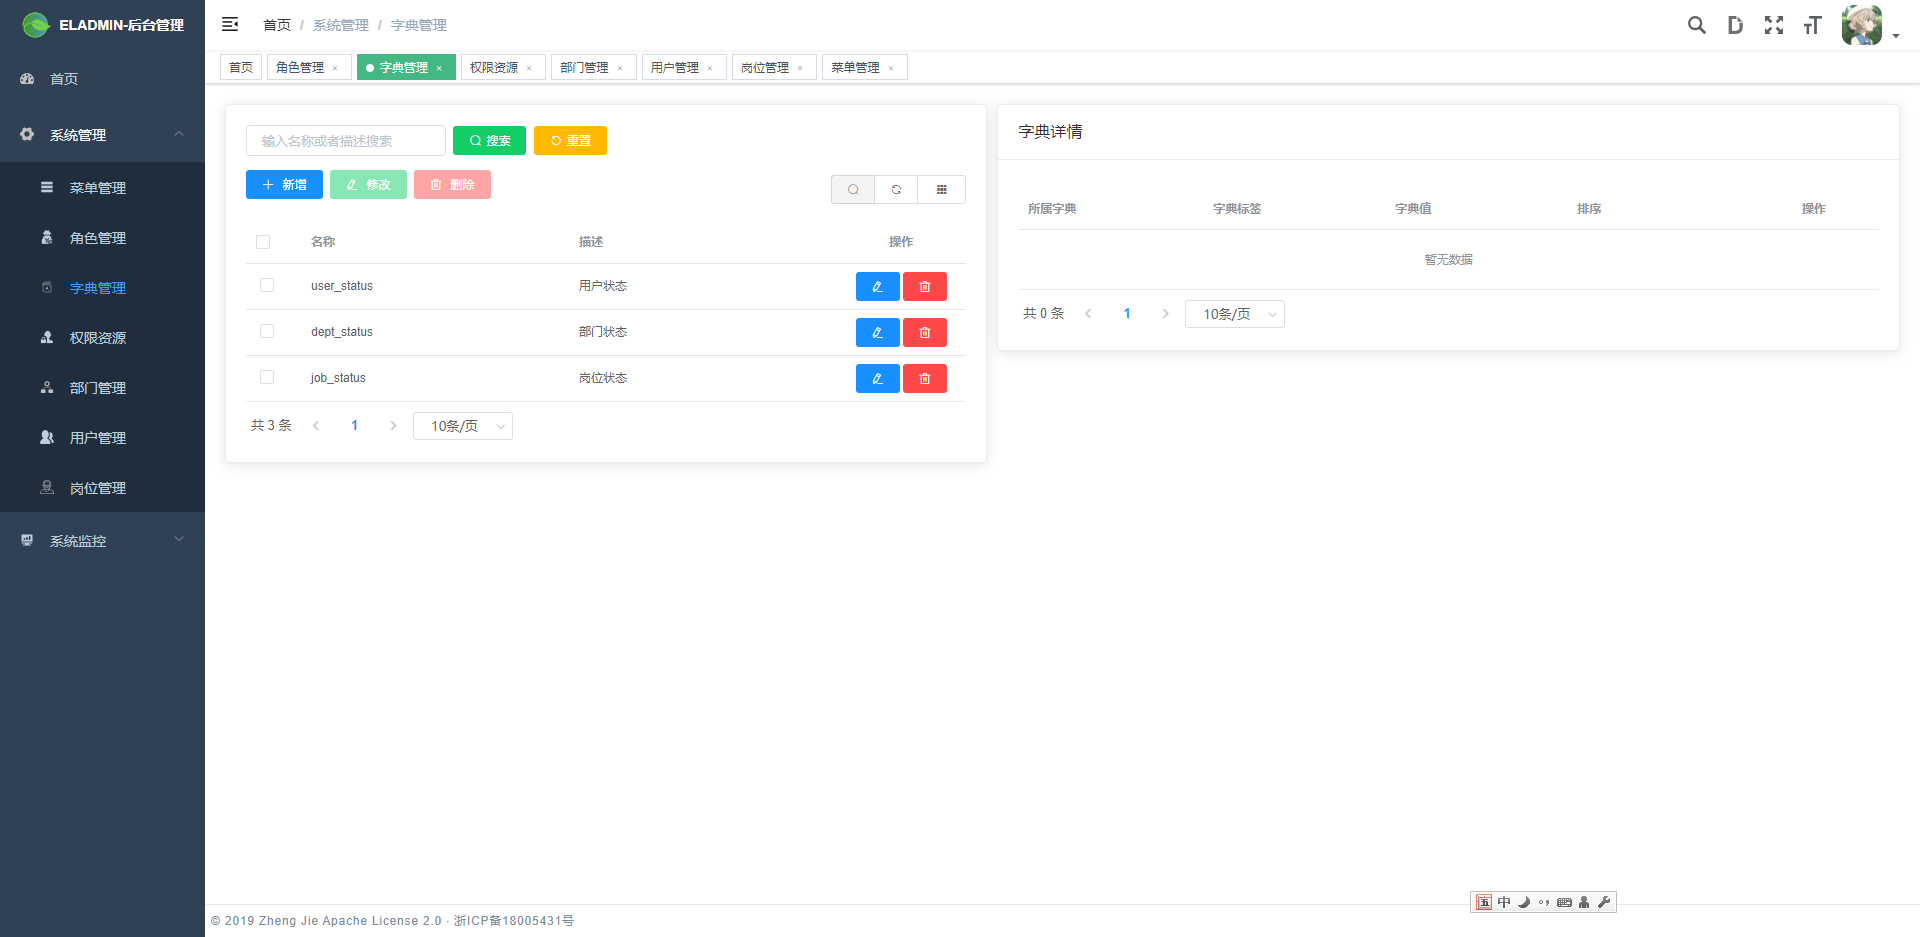 ELADMIN-后台管理
首页
系统管理
菜单管理
角色管理
字典管理
权限资源
部门管理
用户管理
岗位管理
系统监控
首页 / 系统管理 / 字典管理
首页 角色管理 × 字典管理 × 权限资源 × 部门管理 × 用户管理 × 岗位管理 × 菜单管理 ×
输入名称或者描述搜索 搜索 重置
新增 修改 删除
名称 描述 操作
user_status 用户状态
dept_status 部门状态
job_status 岗位状态
共 3 条 1 10条/页
字典详情
所属字典 字典标签 字典值 排序 操作
暂无数据
共 0 条 1 10条/页
© 2019 Zheng Jie Apache License 2.0 · 浙ICP备18005431号
五 中